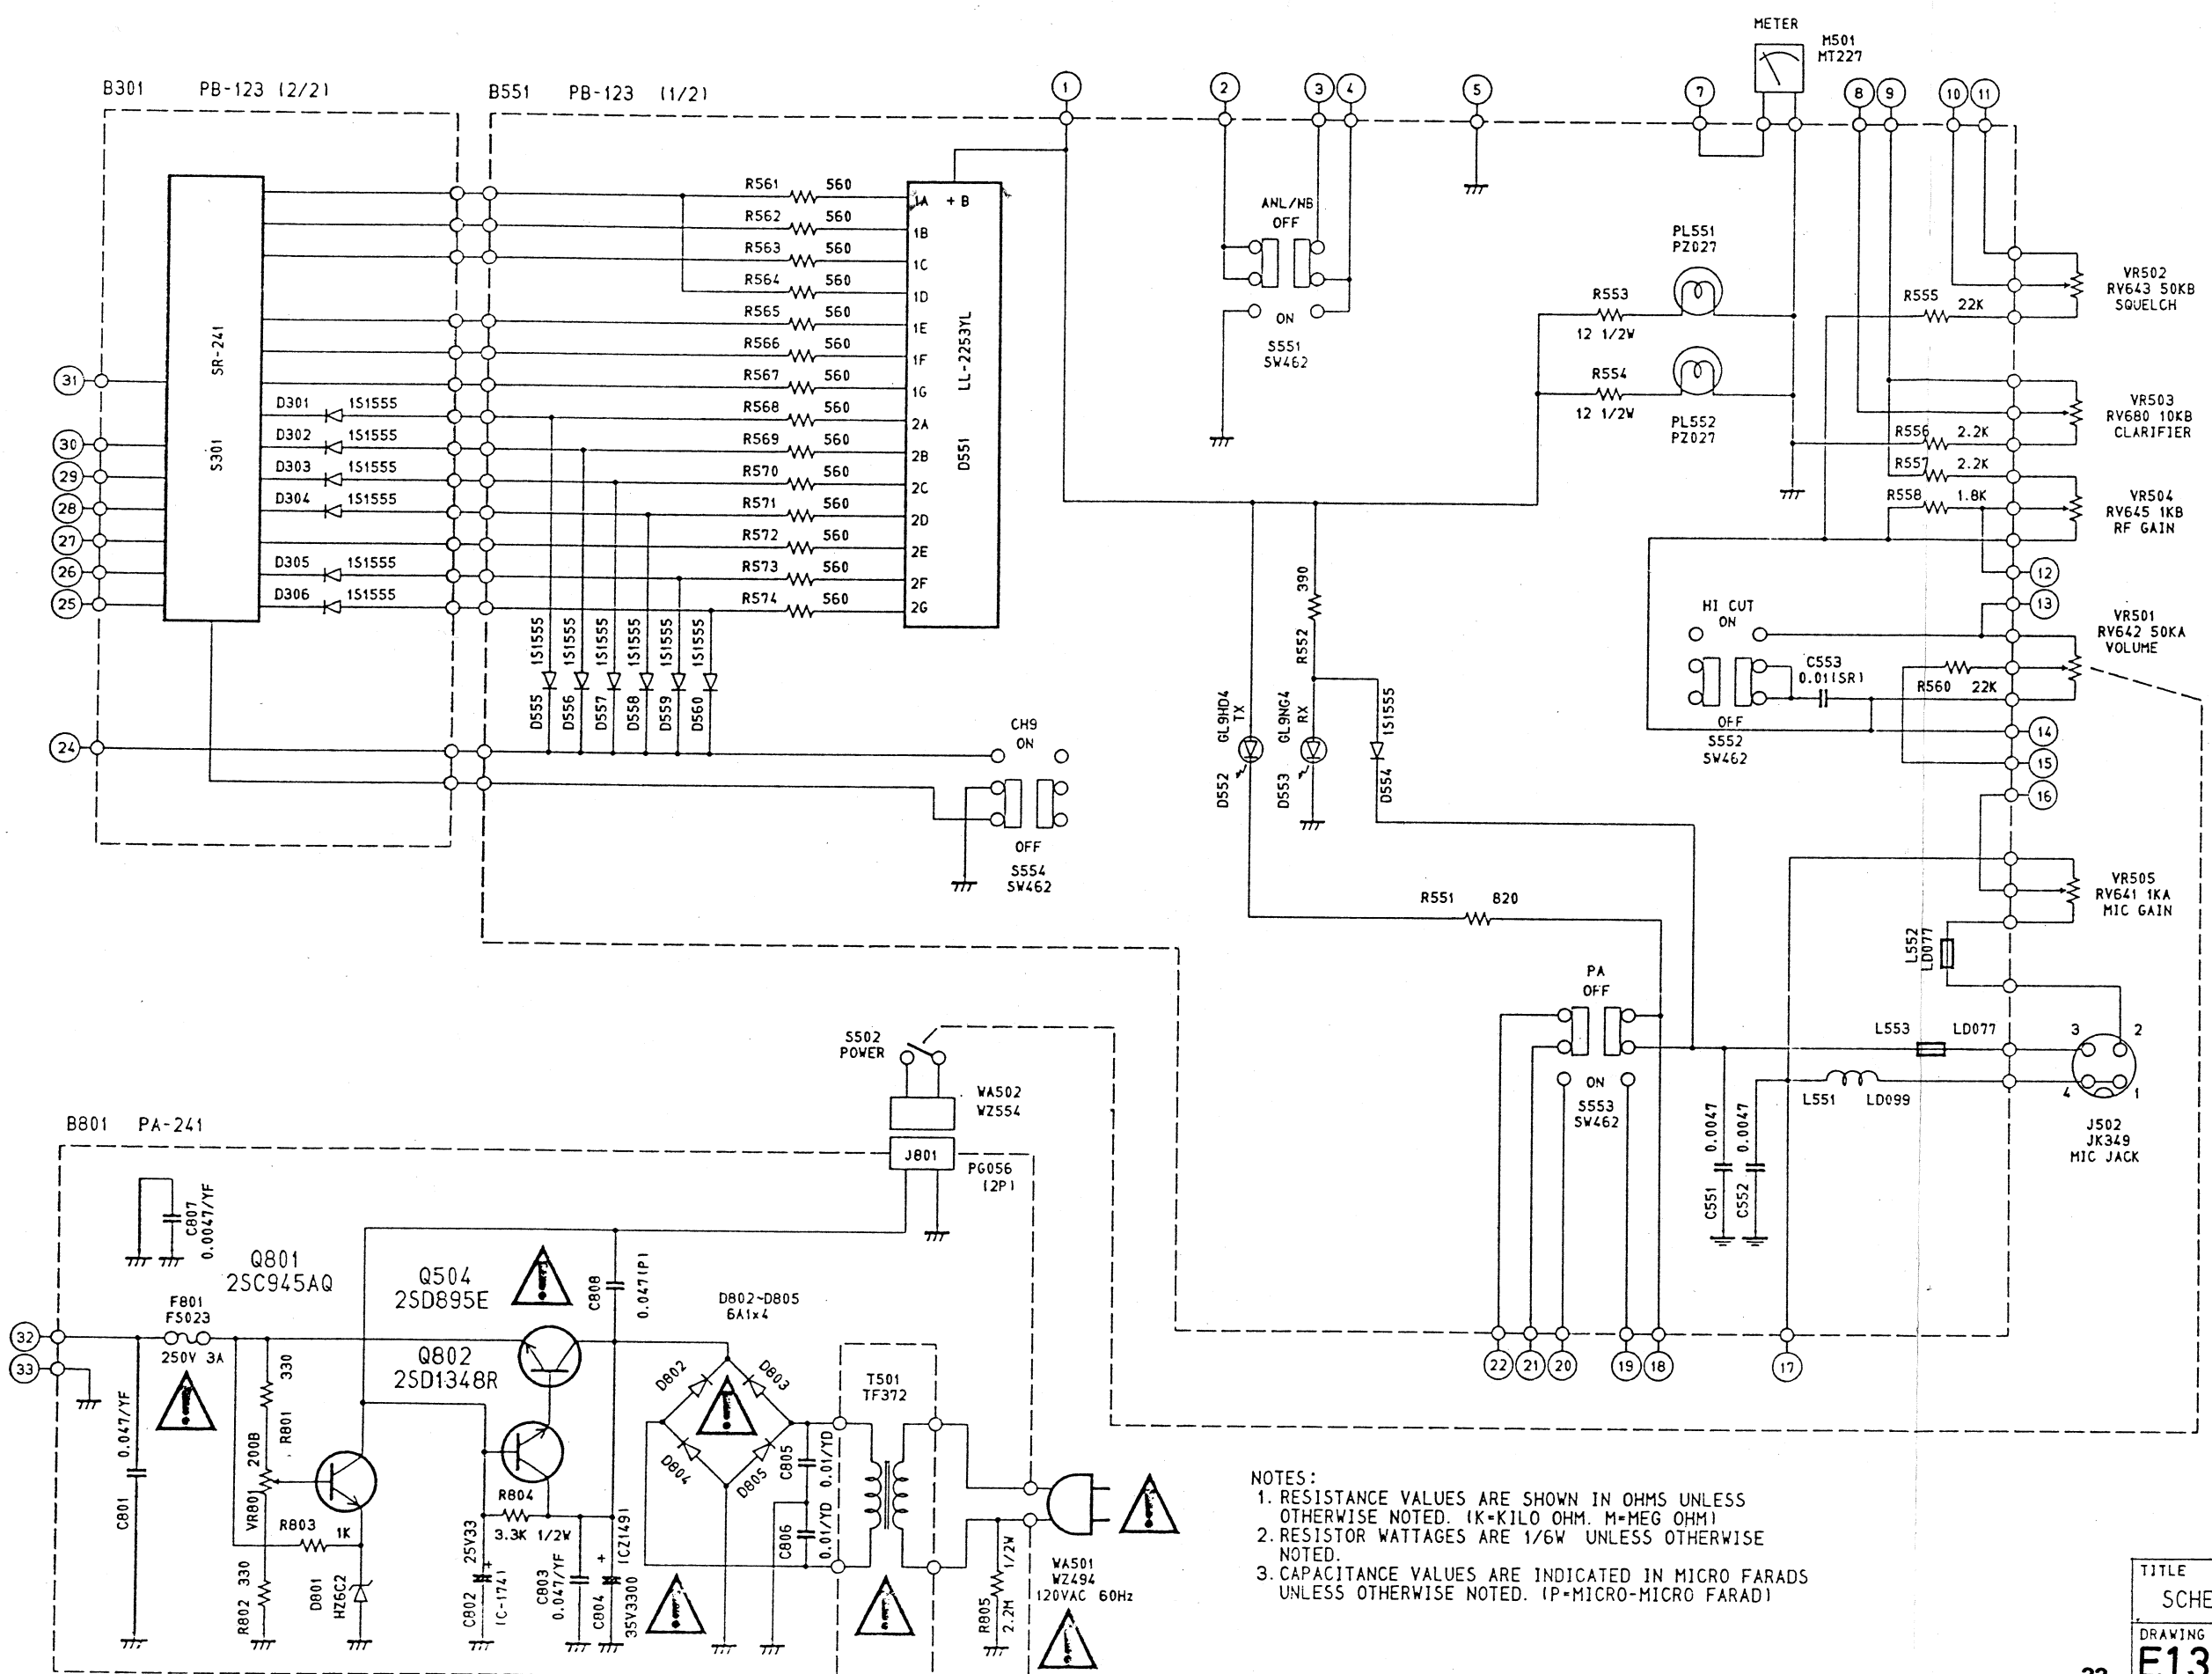 METER
M501
MT227
B301 PB-123 (2/2)
B551 PB-123 (1/2)
1
2
3
4
5
7
8
9
10
11
SR-241
S301
31
30
29
28
27
26
25
24
D301 1S1555
D302 1S1555
D303 1S1555
D304 1S1555
D305 1S1555
D306 1S1555
R561 560
R562 560
R563 560
R564 560
R565 560
R566 560
R567 560
R568 560
R569 560
R570 560
R571 560
R572 560
R573 560
R574 560
1A +B
1B
1C
1D
1E
1F
1G
2A
2B
2C
2D
2E
2F
2G
LL-2253YL
D551
D555 1S1555
D556 1S1555
D557 1S1555
D558 1S1555
D559 1S1555
D560 1S1555
CH9
ON
OFF
S554
SW462
ANL/NB
OFF
ON
S551
SW462
PL551
PZ027
R553
12 1/2W
R554
12 1/2W
PL552
PZ027
R555 22K
VR502
RV643 50KB
SQUELCH
VR503
RV680 10KB
CLARIFIER
R556 2.2K
R557 2.2K
R558 1.8K
VR504
RV645 1KB
RF GAIN
12
13
HI CUT
ON
C553
0.01(SR)
R560 22K
OFF
S552
SW462
VR501
RV642 50KA
VOLUME
14
15
16
R552 390
D552 GL9HD4
TX
D553 GL9NG4
RX
D554 1S1555
R551 820
VR505
RV641 1KA
MIC GAIN
L552
LD077
PA
OFF
ON
S553
SW462
L553 LD077
L551 LD099
3
2
4
1
J502
JK349
MIC JACK
C551 0.0047
C552 0.0047
22
21
20
19
18
17
S502
POWER
WA502
WZ554
J801
PG056
(2P)
B801 PA-241
C807
0.0047/YF
Q801
2SC945AQ
Q504
2SD895E
Q802
2SD1348R
C808
0.047(P)
D802~D805
6A1x4
F801
FS023
250V 3A
32
33
C801 0.047/YF
R801 330
VR801 200B
R802 330
R803 1K
D801
HZ6C2
R804
3.3K 1/2W
C802 25V33
(C-174)
C803
0.047/YF
C804
35V3300
(CZ149)
D802
D803
D804
D805
C805 0.01/YD
C806 0.01/YD
T501
TF372
R805
2.2M 1/2W
WA501
WZ494
120VAC 60Hz
NOTES:
1. RESISTANCE VALUES ARE SHOWN IN OHMS UNLESS
OTHERWISE NOTED. (K=KILO OHM. M=MEG OHM)
2. RESISTOR WATTAGES ARE 1/6W UNLESS OTHERWISE
NOTED.
3. CAPACITANCE VALUES ARE INDICATED IN MICRO FARADS
UNLESS OTHERWISE NOTED. (P=MICRO-MICRO FARAD)
TITLE
SCHE
DRAWING
E13